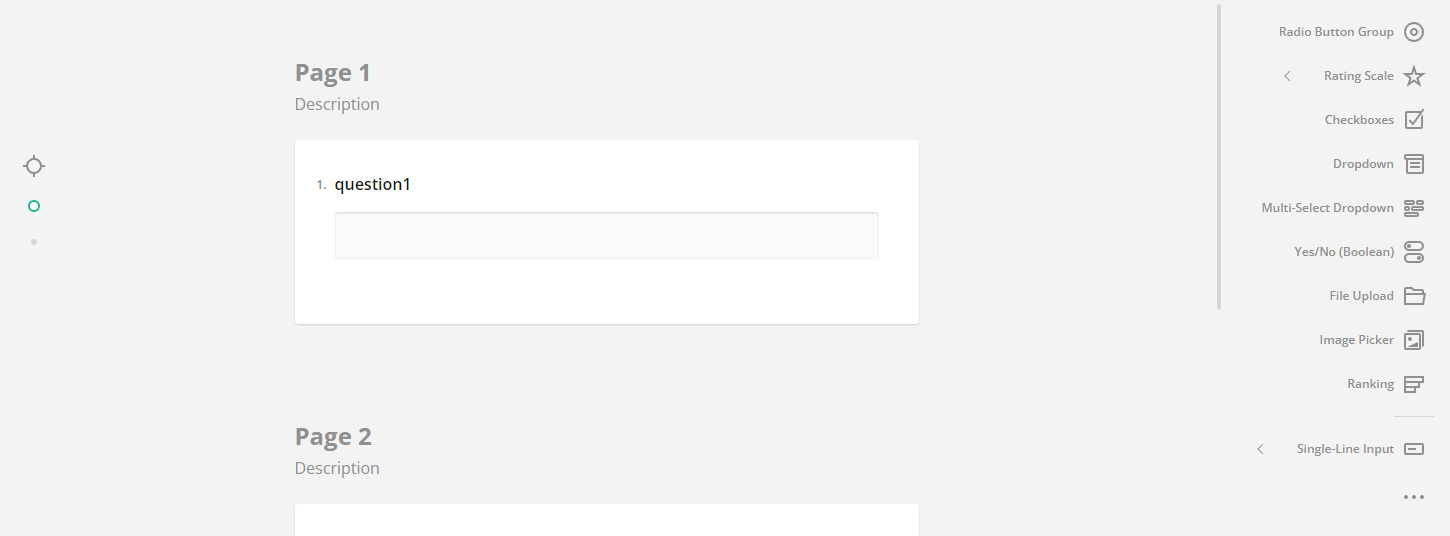 Page 1
Description
1. question1
Page 2
Description
Radio Button Group
Rating Scale
Checkboxes
Dropdown
Multi-Select Dropdown
Yes/No (Boolean)
File Upload
Image Picker
Ranking
Single-Line Input